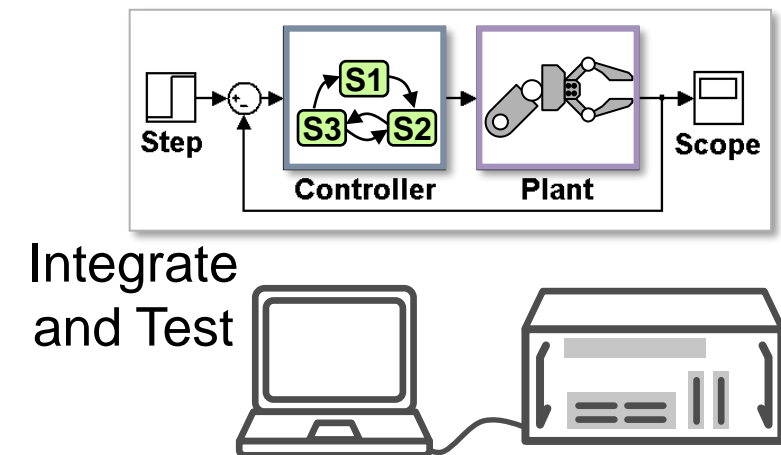 S1
S3
S2
Step
Scope
Controller
Plant
Integrate
and Test